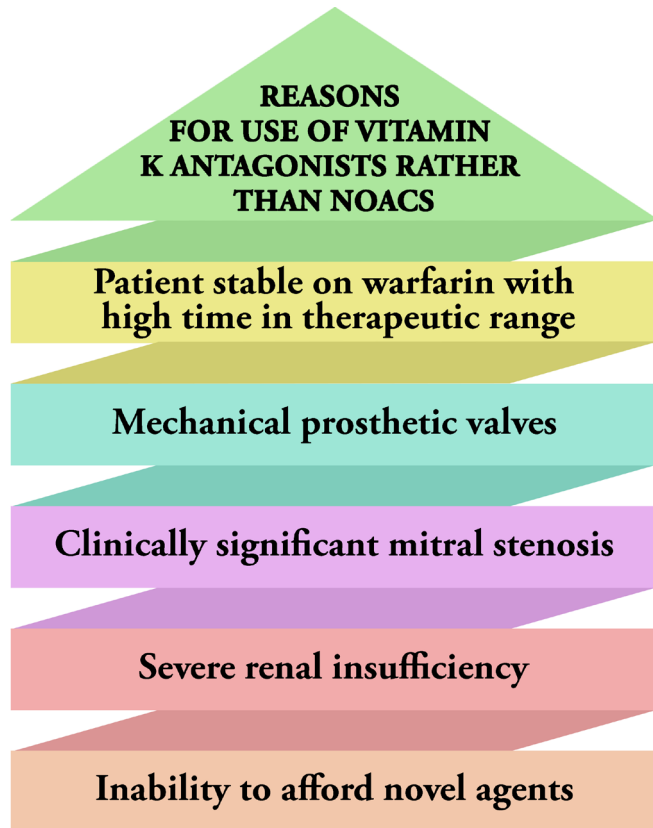 REASONS
FOR USE OF VITAMIN
K ANTAGONISTS RATHER
THAN NOACS
Patient stable on warfarin with
high time in therapeutic range
Mechanical prosthetic valves
Clinically significant mitral stenosis
Severe renal insufficiency
Inability to afford novel agents